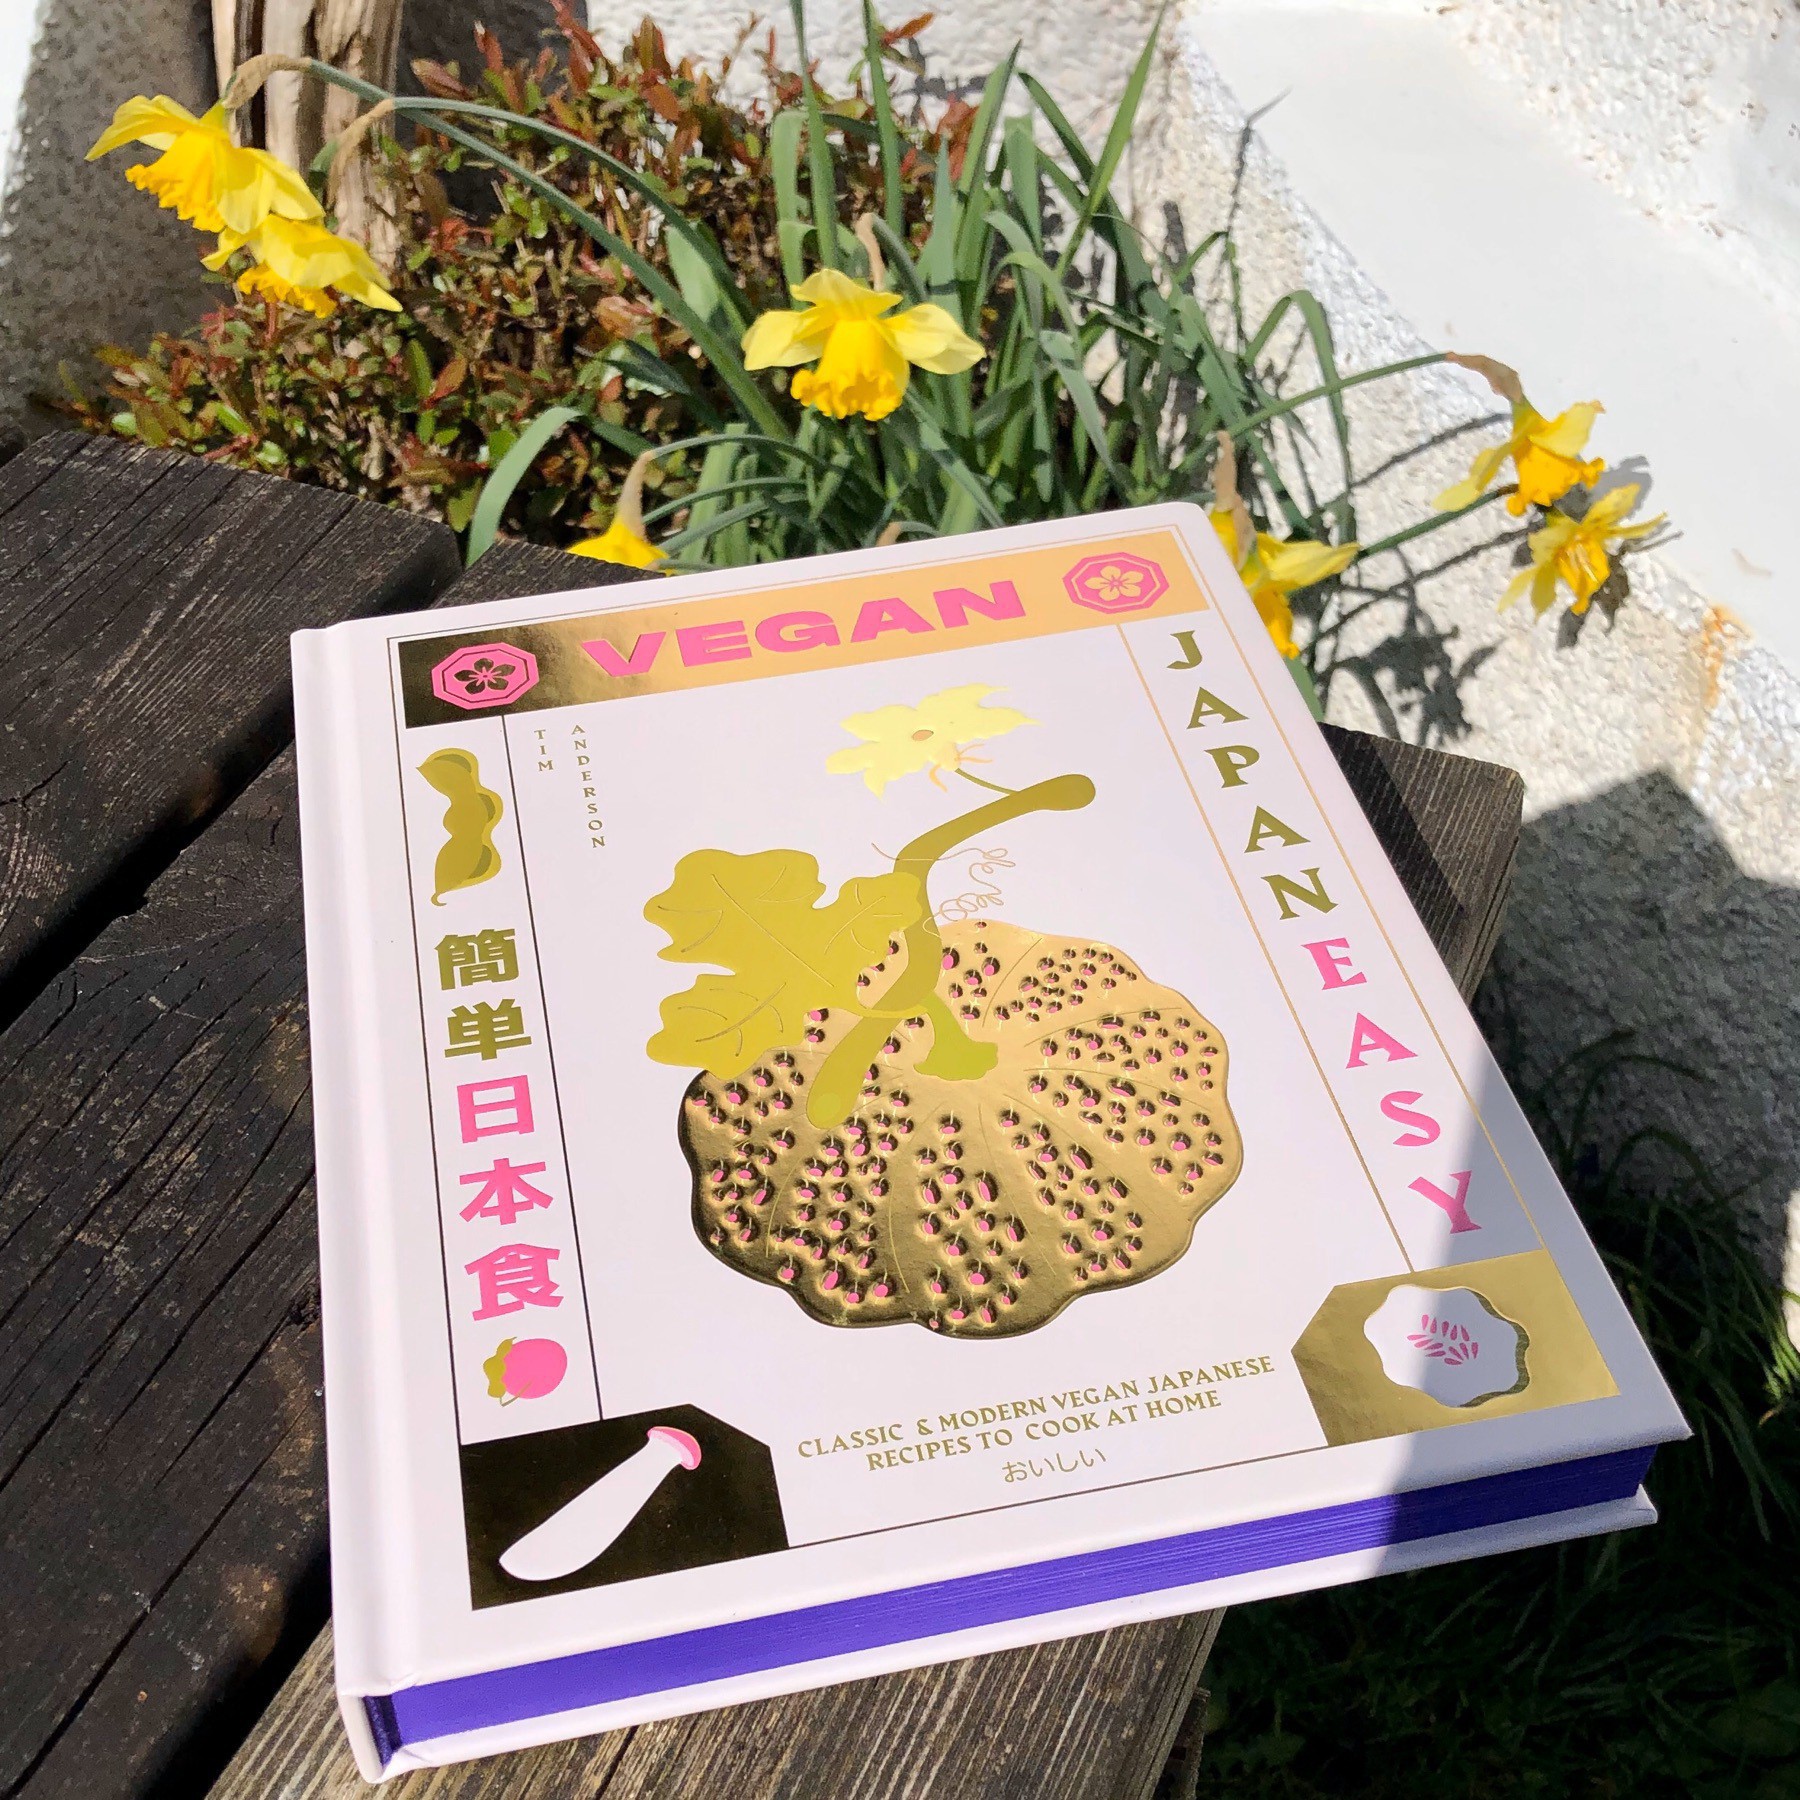 VEGAN
JAPANEASY
TIM
ANDERSON
簡単日本食
CLASSIC & MODERN VEGAN JAPANESE
RECIPES TO COOK AT HOME
おいしい